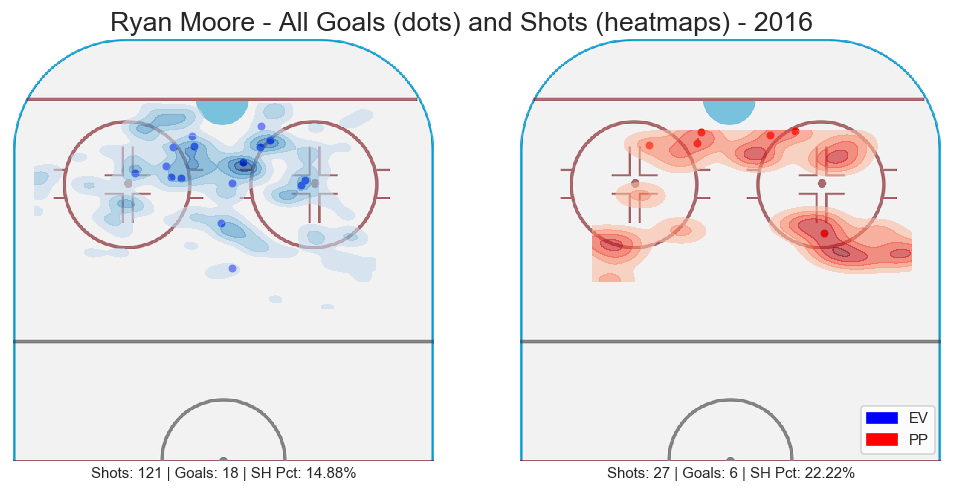 Ryan Moore - All Goals (dots) and Shots (heatmaps) - 2016
EV
PP
Shots: 121 | Goals: 18 | SH Pct: 14.88%
Shots: 27 | Goals: 6 | SH Pct: 22.22%